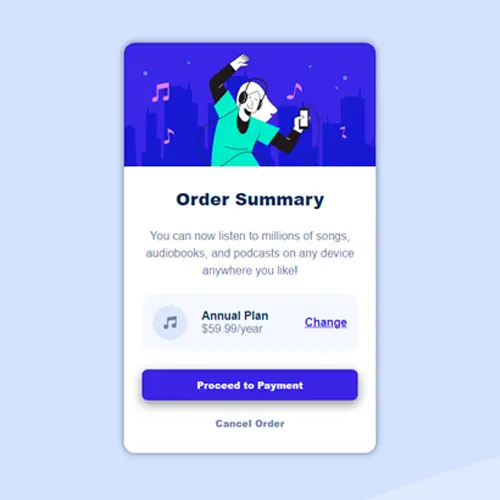 Order Summary
You can now listen to millions of songs,
audiobooks, and podcasts on any device
anywhere you like!
Annual Plan
$59.99/year
Change
Proceed to Payment
Cancel Order